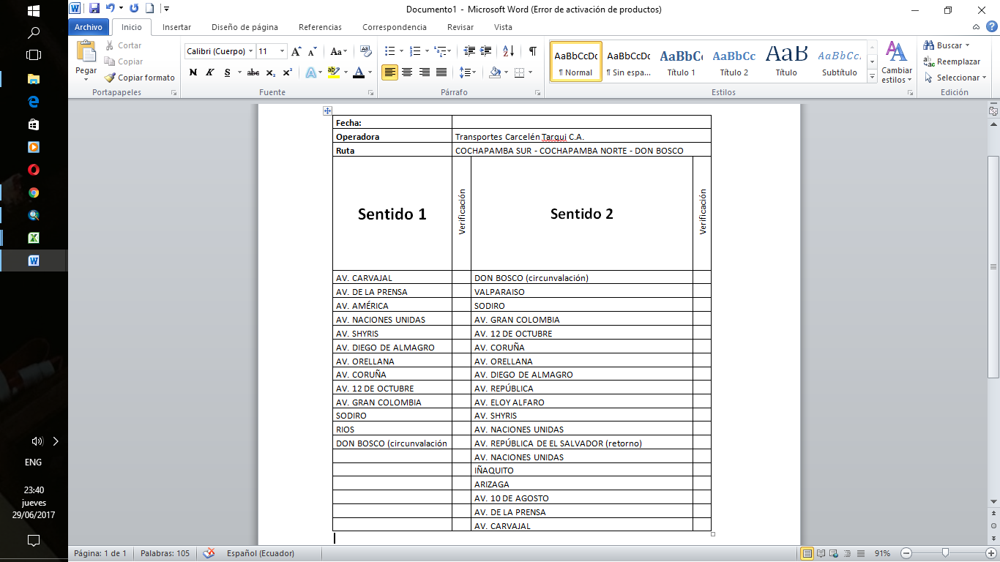 Documento1 - Microsoft Word (Error de activación de productos)
Archivo Inicio Insertar Diseño de página Referencias Correspondencia Revisar Vista
Pegar
Cortar
Copiar
Copiar formato
Portapapeles
Calibri (Cuerpo) 11
N K S abc x₂ x²
Fuente
Párrafo
AaBbCcDc AaBbCcDc AaBbC AaBbCc AaB AaBbCc.
¶ Normal ¶ Sin espa... Título 1 Título 2 Título Subtítulo
Cambiar estilos
Estilos
Buscar
Reemplazar
Seleccionar
Edición
Fecha:
Operadora Transportes Carcelén Tarqui C.A.
Ruta COCHAPAMBA SUR - COCHAPAMBA NORTE - DON BOSCO
Sentido 1 Verificación Sentido 2 Verificación
AV. CARVAJAL DON BOSCO (circunvalación)
AV. DE LA PRENSA VALPARAISO
AV. AMÉRICA SODIRO
AV. NACIONES UNIDAS AV. GRAN COLOMBIA
AV. SHYRIS AV. 12 DE OCTUBRE
AV. DIEGO DE ALMAGRO AV. CORUÑA
AV. ORELLANA AV. ORELLANA
AV. CORUÑA AV. DIEGO DE ALMAGRO
AV. 12 DE OCTUBRE AV. REPÚBLICA
AV. GRAN COLOMBIA AV. ELOY ALFARO
SODIRO AV. SHYRIS
RIOS AV. NACIONES UNIDAS
DON BOSCO (circunvalación AV. REPÚBLICA DE EL SALVADOR (retorno)
AV. NACIONES UNIDAS
IÑAQUITO
ARIZAGA
AV. 10 DE AGOSTO
AV. DE LA PRENSA
AV. CARVAJAL
ENG
23:40
jueves
29/06/2017
Página: 1 de 1 Palabras: 105 Español (Ecuador) 91%